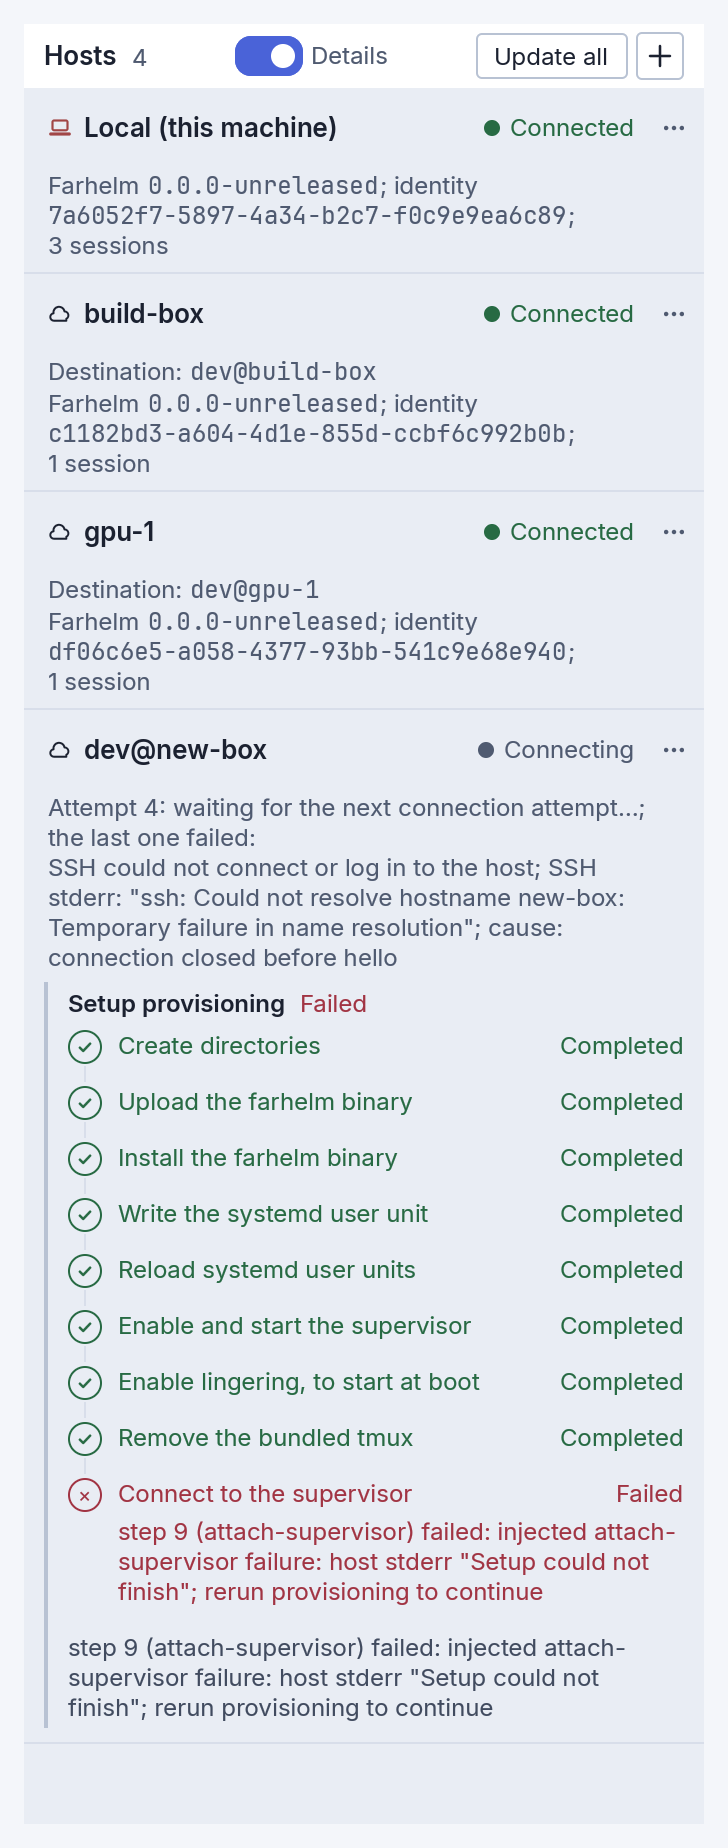 Hosts 4 Details Update all
Local (this machine) Connected
Farhelm 0.0.0-unreleased; identity
7a6052f7-5897-4a34-b2c7-f0c9e9ea6c89;
3 sessions
build-box Connected
Destination: dev@build-box
Farhelm 0.0.0-unreleased; identity
c1182bd3-a604-4d1e-855d-ccbf6c992b0b;
1 session
gpu-1 Connected
Destination: dev@gpu-1
Farhelm 0.0.0-unreleased; identity
df06c6e5-a058-4377-93bb-541c9e68e940;
1 session
dev@new-box Connecting
Attempt 4: waiting for the next connection attempt…;
the last one failed:
SSH could not connect or log in to the host; SSH
stderr: "ssh: Could not resolve hostname new-box:
Temporary failure in name resolution"; cause:
connection closed before hello
Setup provisioning Failed
Create directories Completed
Upload the farhelm binary Completed
Install the farhelm binary Completed
Write the systemd user unit Completed
Reload systemd user units Completed
Enable and start the supervisor Completed
Enable lingering, to start at boot Completed
Remove the bundled tmux Completed
Connect to the supervisor Failed
step 9 (attach-supervisor) failed: injected attach-
supervisor failure: host stderr "Setup could not
finish"; rerun provisioning to continue
step 9 (attach-supervisor) failed: injected attach-
supervisor failure: host stderr "Setup could not
finish"; rerun provisioning to continue